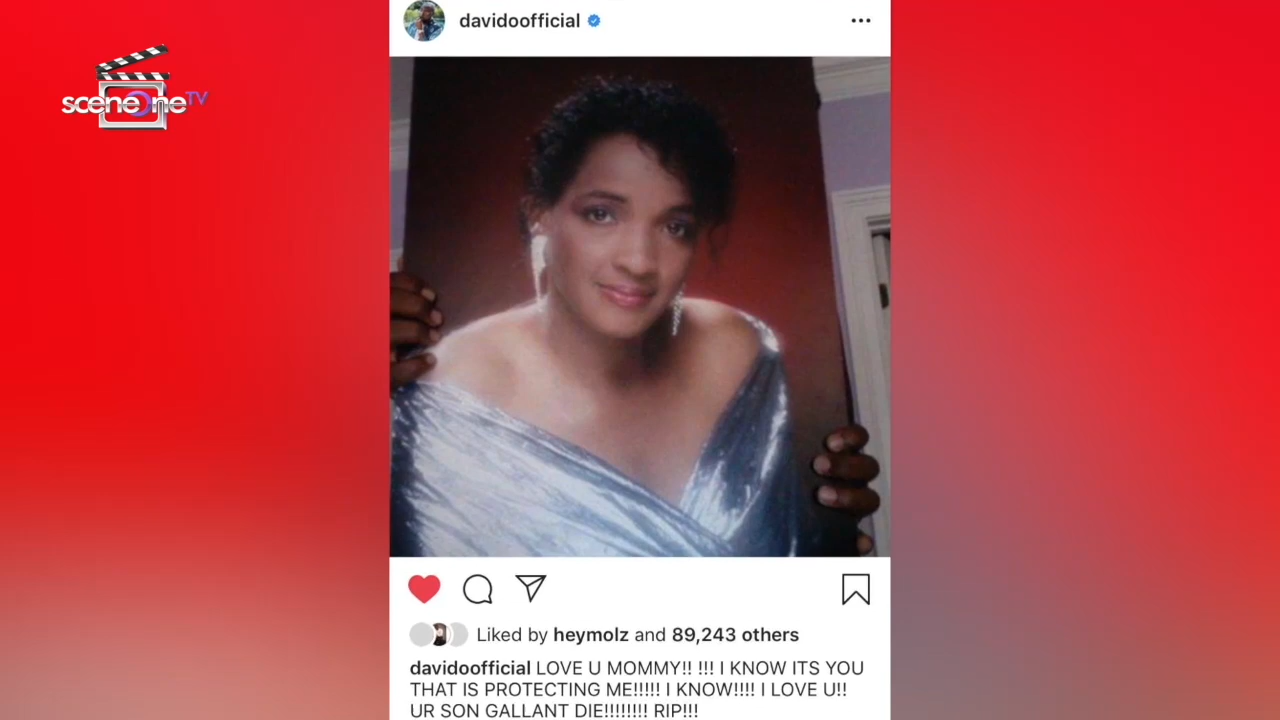 davidoofficial
sceneOne TV
Liked by heymolz and 89,243 others
davidoofficial LOVE U MOMMY!! !!! I KNOW ITS YOU
THAT IS PROTECTING ME!!!!! I KNOW!!!! I LOVE U!!
UR SON GALLANT DIE!!!!!!!! RIP!!!